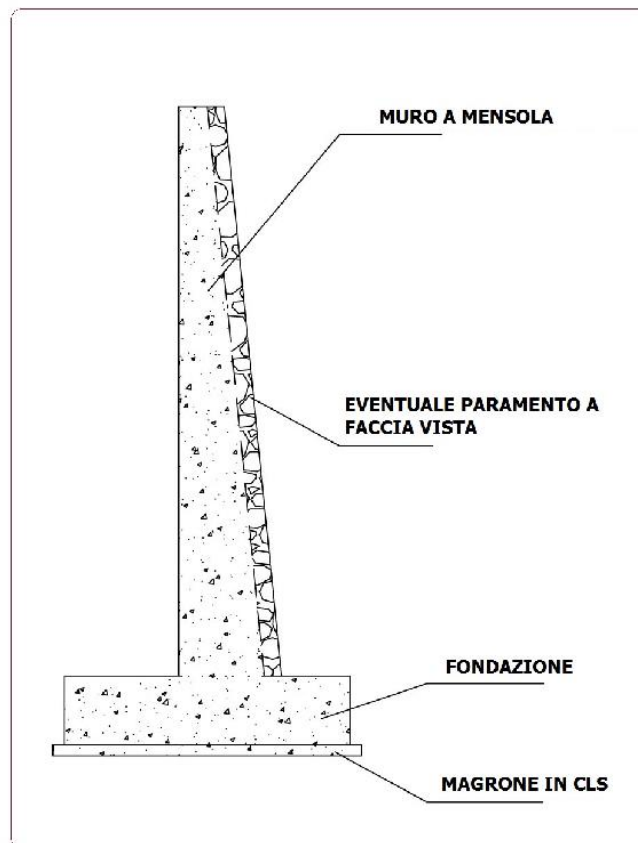 MURO A MENSOLA
EVENTUALE PARAMENTO A
FACCIA VISTA
FONDAZIONE
MAGRONE IN CLS